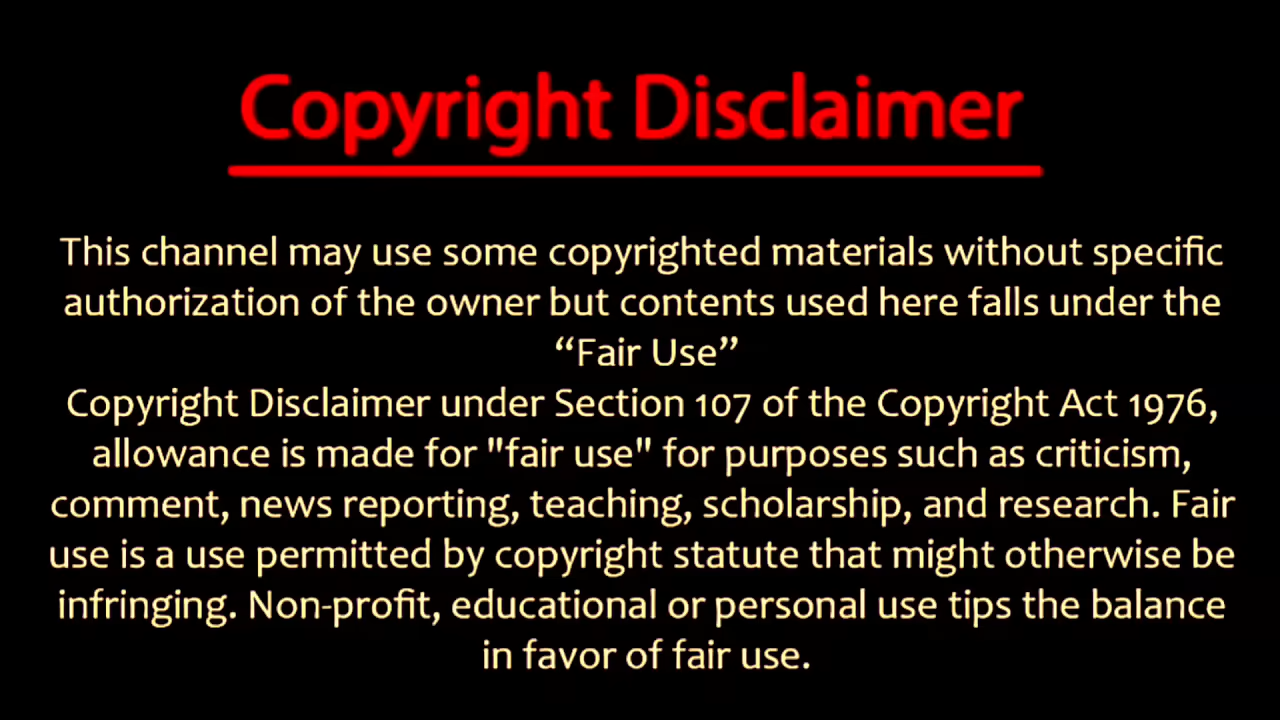 Copyright Disclaimer
This channel may use some copyrighted materials without specific
authorization of the owner but contents used here falls under the
“Fair Use”
Copyright Disclaimer under Section 107 of the Copyright Act 1976,
allowance is made for "fair use" for purposes such as criticism,
comment, news reporting, teaching, scholarship, and research. Fair
use is a use permitted by copyright statute that might otherwise be
infringing. Non-profit, educational or personal use tips the balance
in favor of fair use.